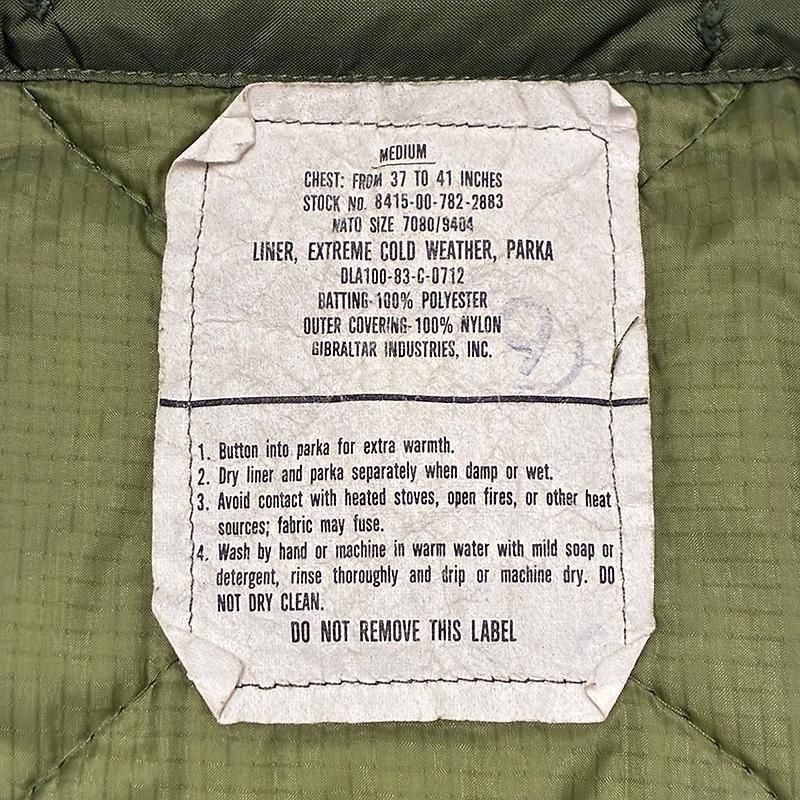 MEDIUM
CHEST: FROM 37 TO 41 INCHES
STOCK NO. 8415-00-782-2883
NATO SIZE 7080/9404
LINER, EXTREME COLD WEATHER, PARKA
DLA100-83-C-0712
BATTING-100% POLYESTER
OUTER COVERING-100% NYLON
GIBRALTAR INDUSTRIES, INC.
1. Button into parka for extra warmth.
2. Dry liner and parka separately when damp or wet.
3. Avoid contact with heated stoves, open fires, or other heat
sources; fabric may fuse.
4. Wash by hand or machine in warm water with mild soap or
detergent, rinse thoroughly and drip or machine dry. DO
NOT DRY CLEAN.
DO NOT REMOVE THIS LABEL